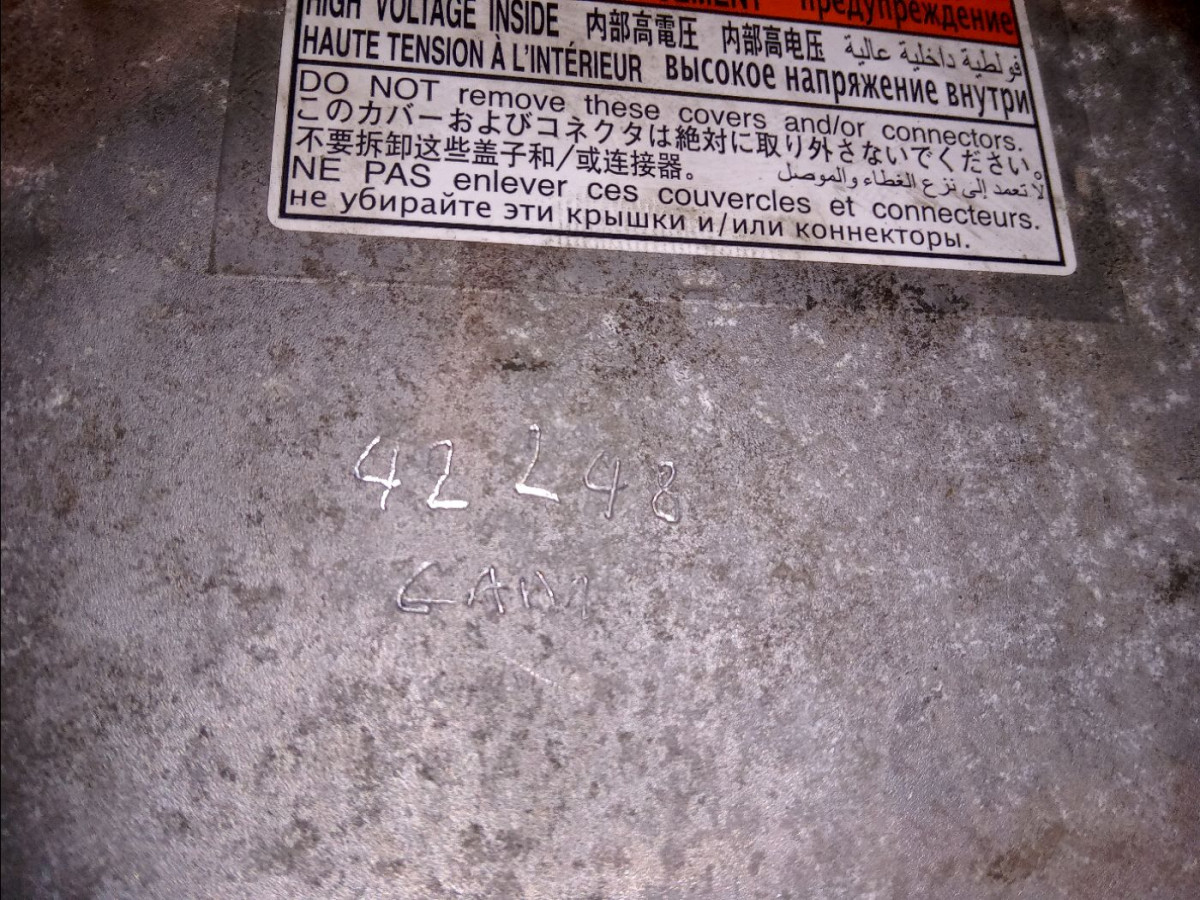 предупреждение
HIGH VOLTAGE INSIDE 内部高電圧 内部高电压 فولطية داخلية عالية
HAUTE TENSION À L'INTÉRIEUR высокое напряжение внутри
DO NOT remove these covers and/or connectors.
このカバーおよびコネクタは絶対に取り外さないでください。
不要拆卸这些盖子和/或连接器。 لا تعمد إلى نزع الغطاء والموصل
NE PAS enlever ces couvercles et connecteurs.
не убирайте эти крышки и/или коннекторы.
42 L 48